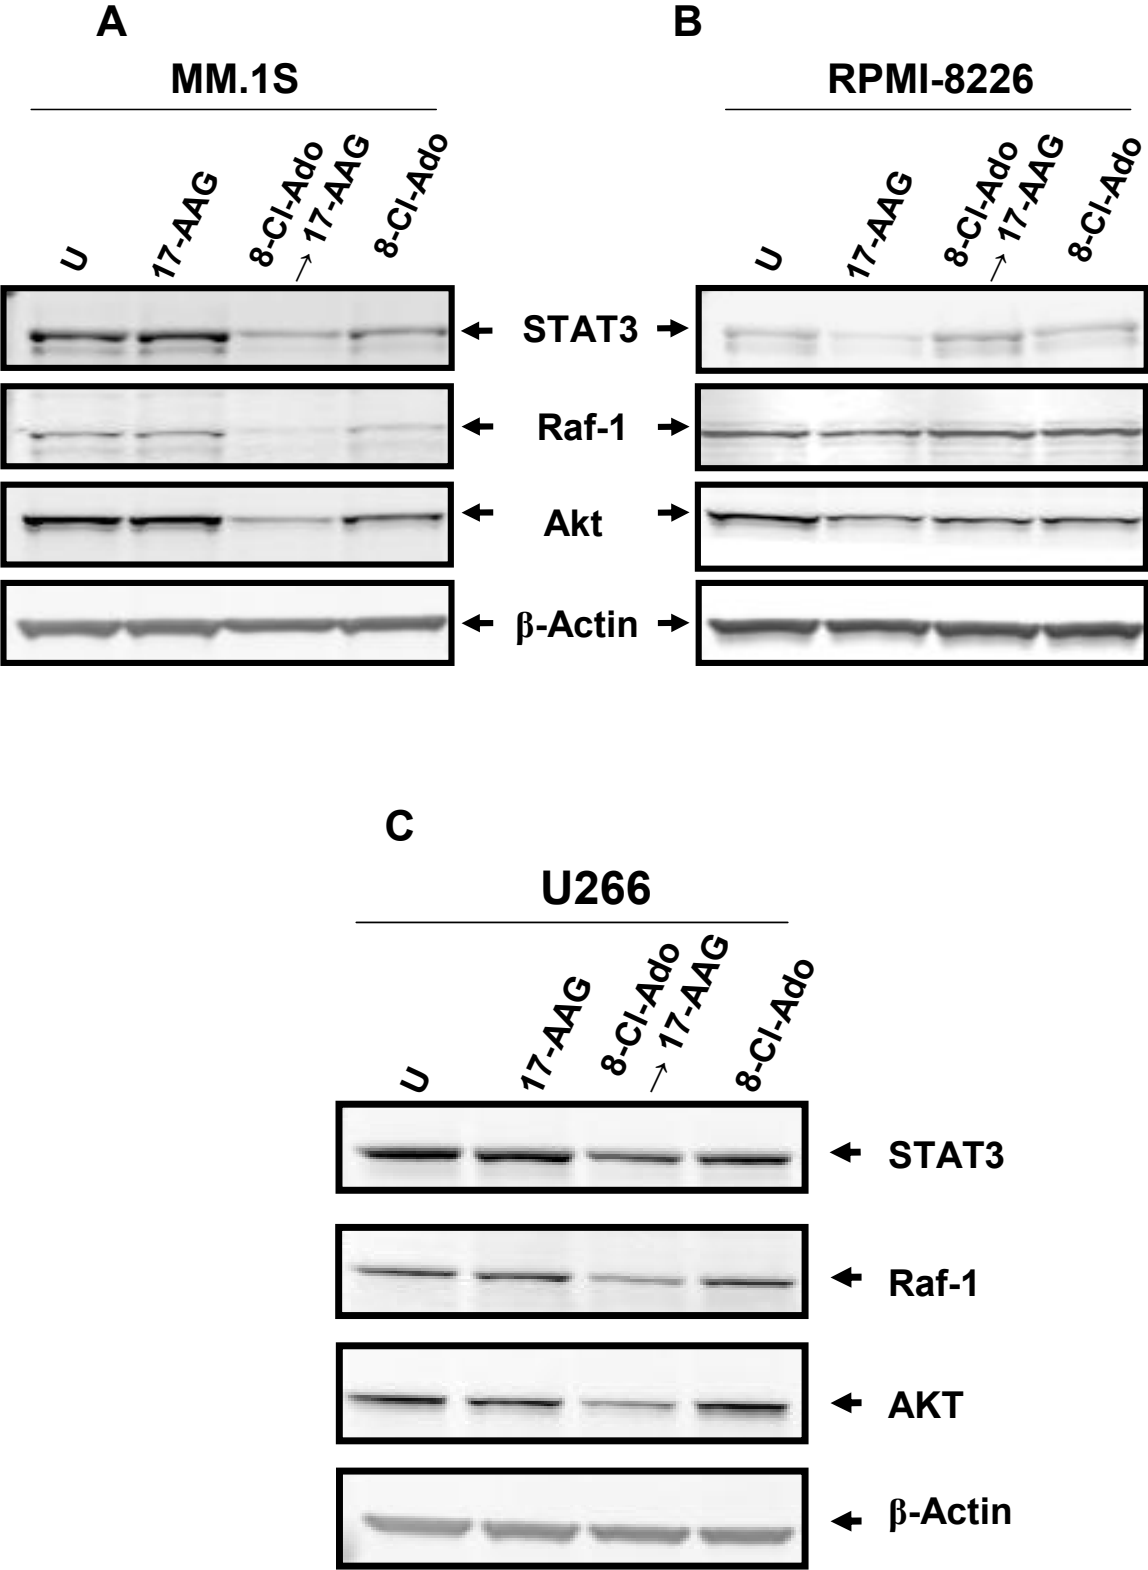 A
B
MM.1S
RPMI-8226
U
17-AAG
8-Cl-Ado
→ 17-AAG
8-Cl-Ado
U
17-AAG
8-Cl-Ado
→ 17-AAG
8-Cl-Ado
STAT3
Raf-1
Akt
β-Actin
C
U266
U
17-AAG
8-Cl-Ado
→ 17-AAG
8-Cl-Ado
STAT3
Raf-1
AKT
β-Actin